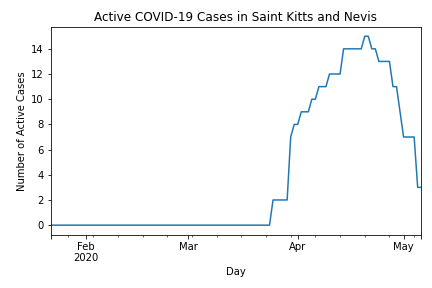 Active COVID-19 Cases in Saint Kitts and Nevis
Number of Active Cases
14
12
10
8
6
4
2
0
Feb
2020
Mar
Apr
May
Day